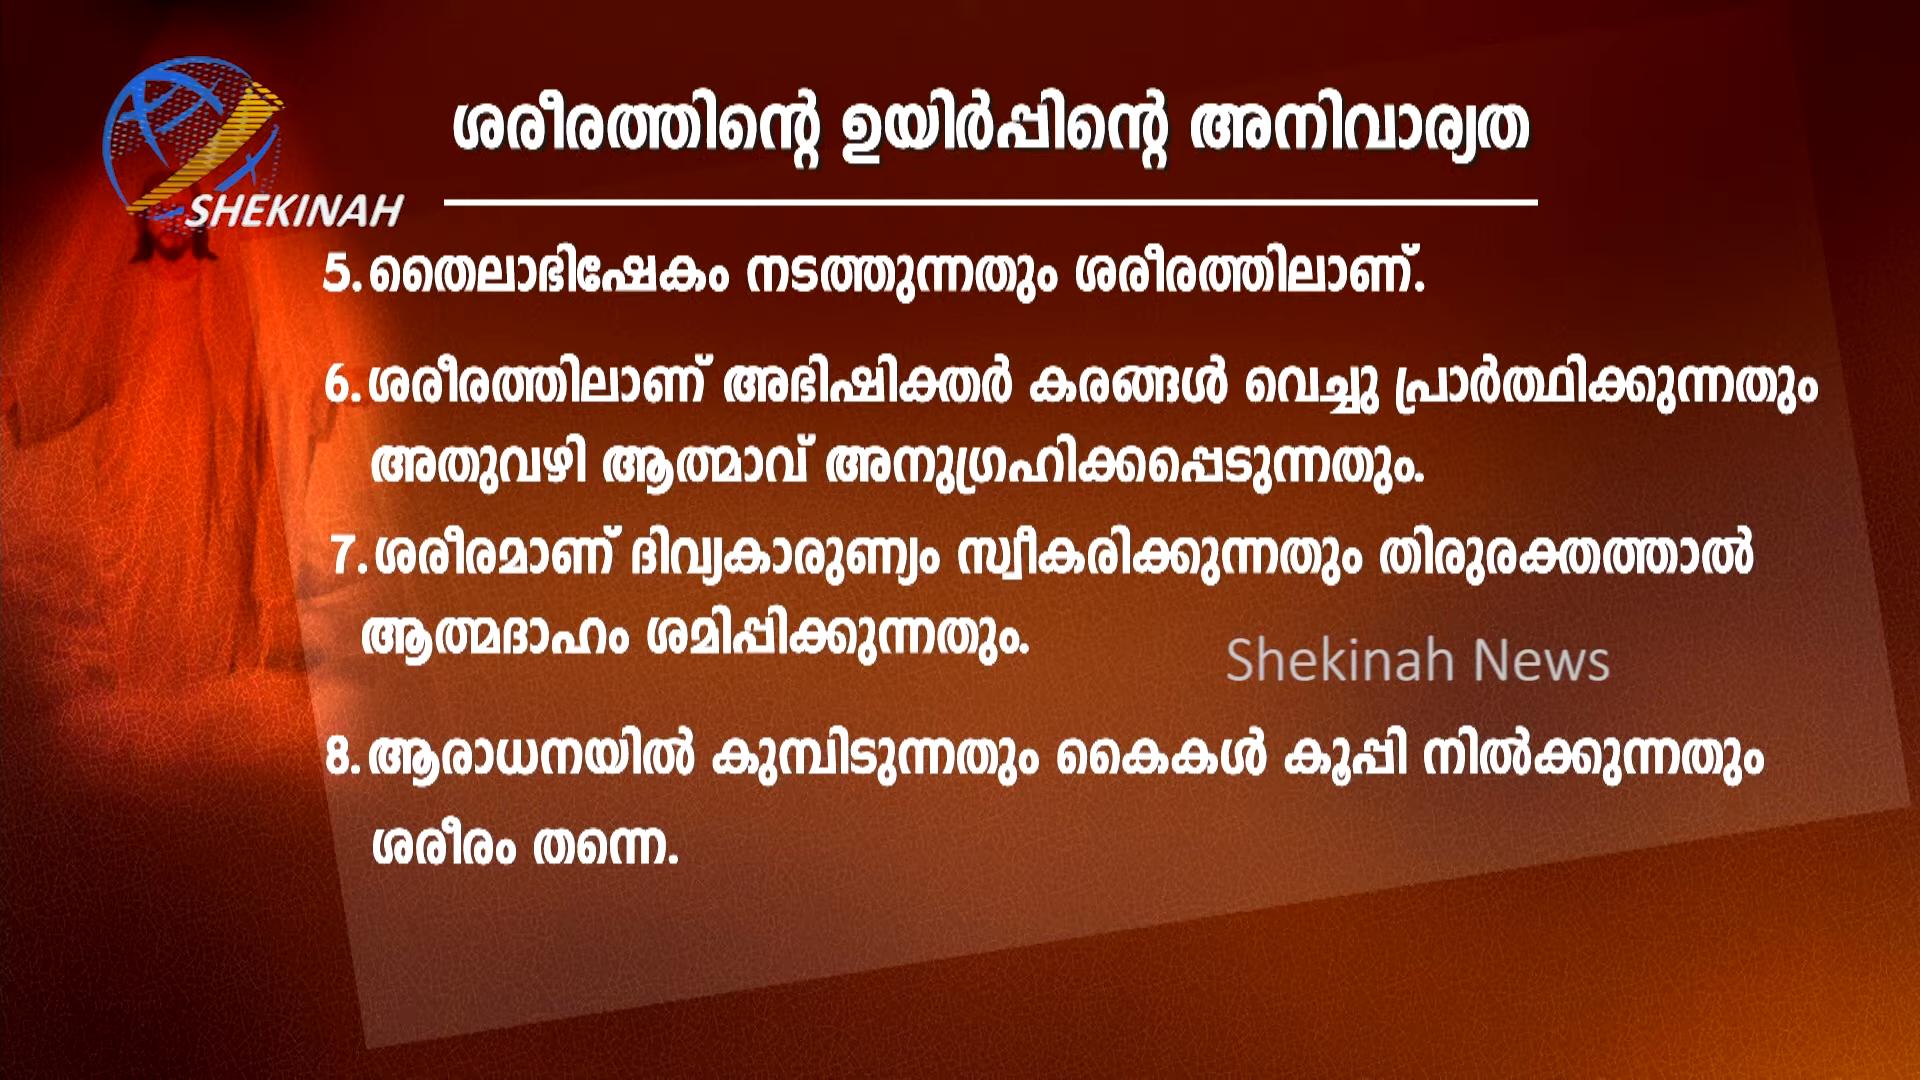 SHEKINAH
ശരീരത്തിന്റെ ഉയിർപ്പിന്റെ അനിവാര്യത
5. തൈലാഭിഷേകം നടത്തുന്നതും ശരീരത്തിലാണ്.
6. ശരീരത്തിലാണ് അഭിഷിക്തർ കരങ്ങൾ വെച്ചു പ്രാർത്ഥിക്കുന്നതും
അതുവഴി ആത്മാവ് അനുഗ്രഹിക്കപ്പെടുന്നതും.
7. ശരീരമാണ് ദിവ്യകാരുണ്യം സ്വീകരിക്കുന്നതും തിരുരക്തത്താൽ
ആത്മദാഹം ശമിപ്പിക്കുന്നതും.
Shekinah News
8. ആരാധനയിൽ കുമ്പിടുന്നതും കൈകൾ കൂപ്പി നിൽക്കുന്നതും
ശരീരം തന്നെ.